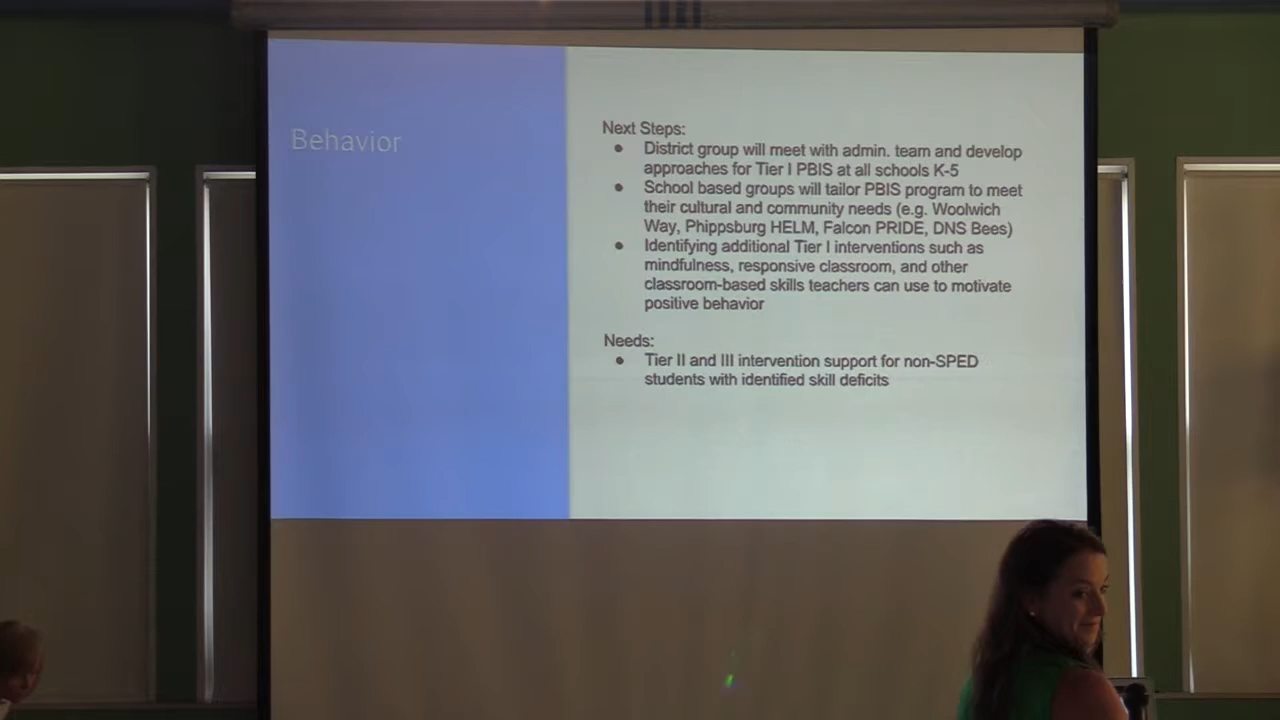 Behavior
Next Steps:
● District group will meet with admin. team and develop
approaches for Tier I PBIS at all schools K-5
● School based groups will tailor PBIS program to meet
their cultural and community needs (e.g. Woolwich
Way, Phippsburg HELM, Falcon PRIDE, DNS Bees)
● Identifying additional Tier I interventions such as
mindfulness, responsive classroom, and other
classroom-based skills teachers can use to motivate
positive behavior
Needs:
● Tier II and III intervention support for non-SPED
students with identified skill deficits